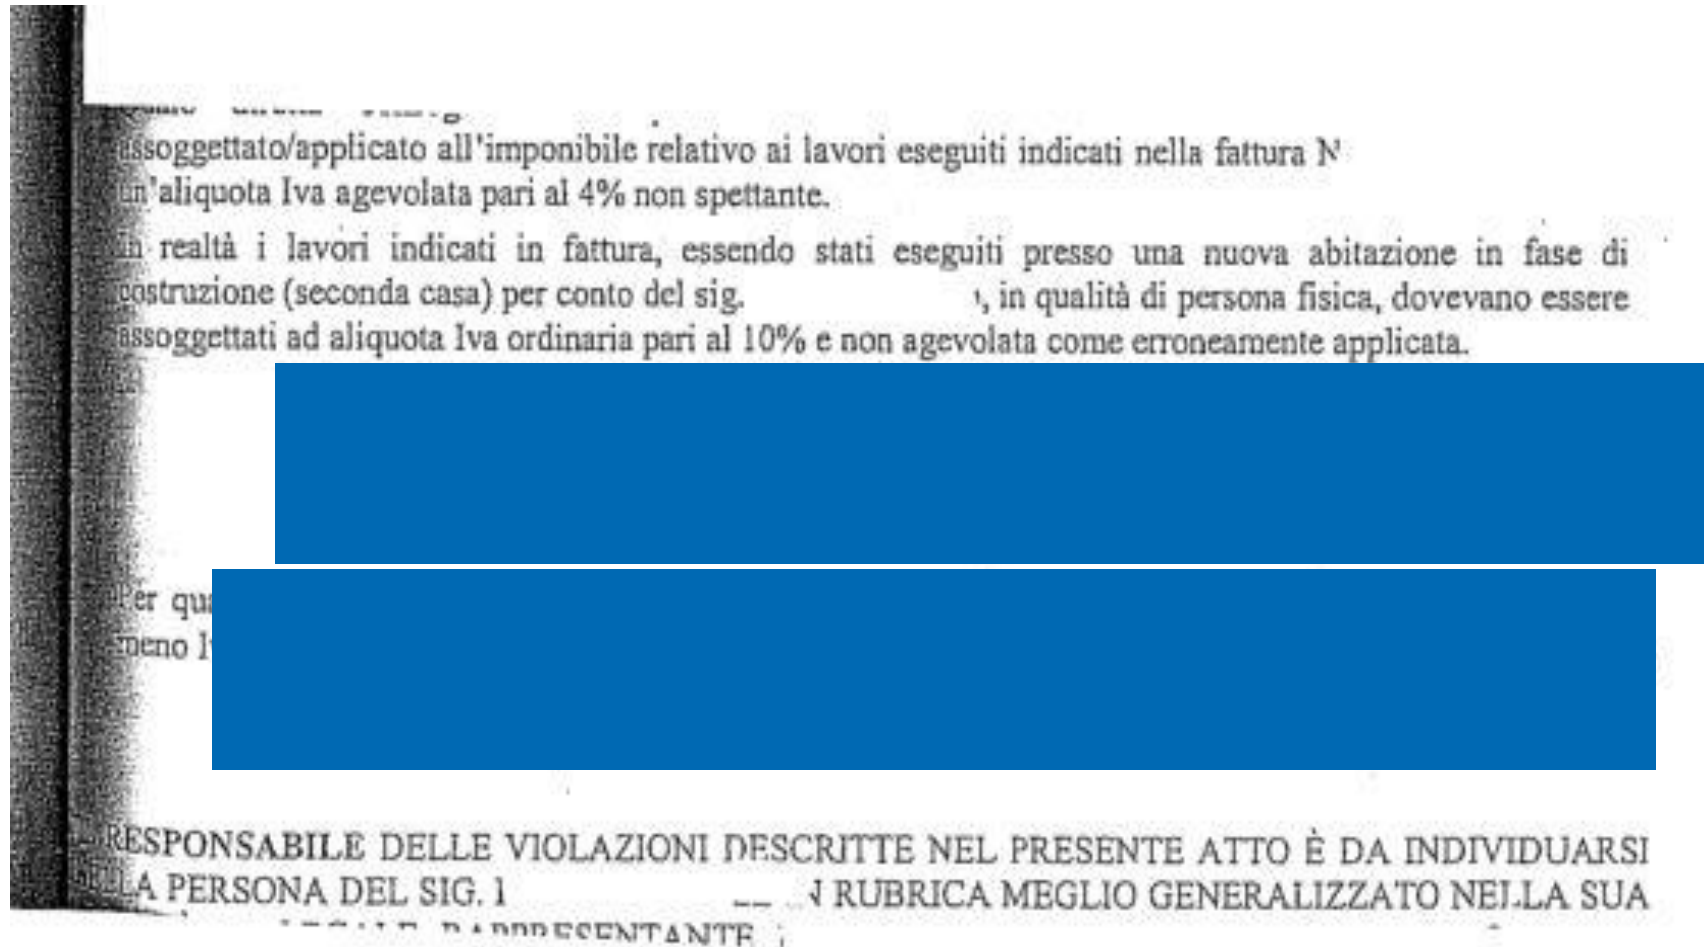 assoggettato/applicato all'imponibile relativo ai lavori eseguiti indicati nella fattura N
un'aliquota Iva agevolata pari al 4% non spettante.
In realtà i lavori indicati in fattura, essendo stati eseguiti presso una nuova abitazione in fase di
costruzione (seconda casa) per conto del sig. , in qualità di persona fisica, dovevano essere
assoggettati ad aliquota Iva ordinaria pari al 10% e non agevolata come erroneamente applicata.
Per
meno
RESPONSABILE DELLE VIOLAZIONI DESCRITTE NEL PRESENTE ATTO È DA INDIVIDUARSI
PERSONA DEL SIG. RUBRICA MEGLIO GENERALIZZATO NELLA SUA
LEGALE RAPPRESENTANTE